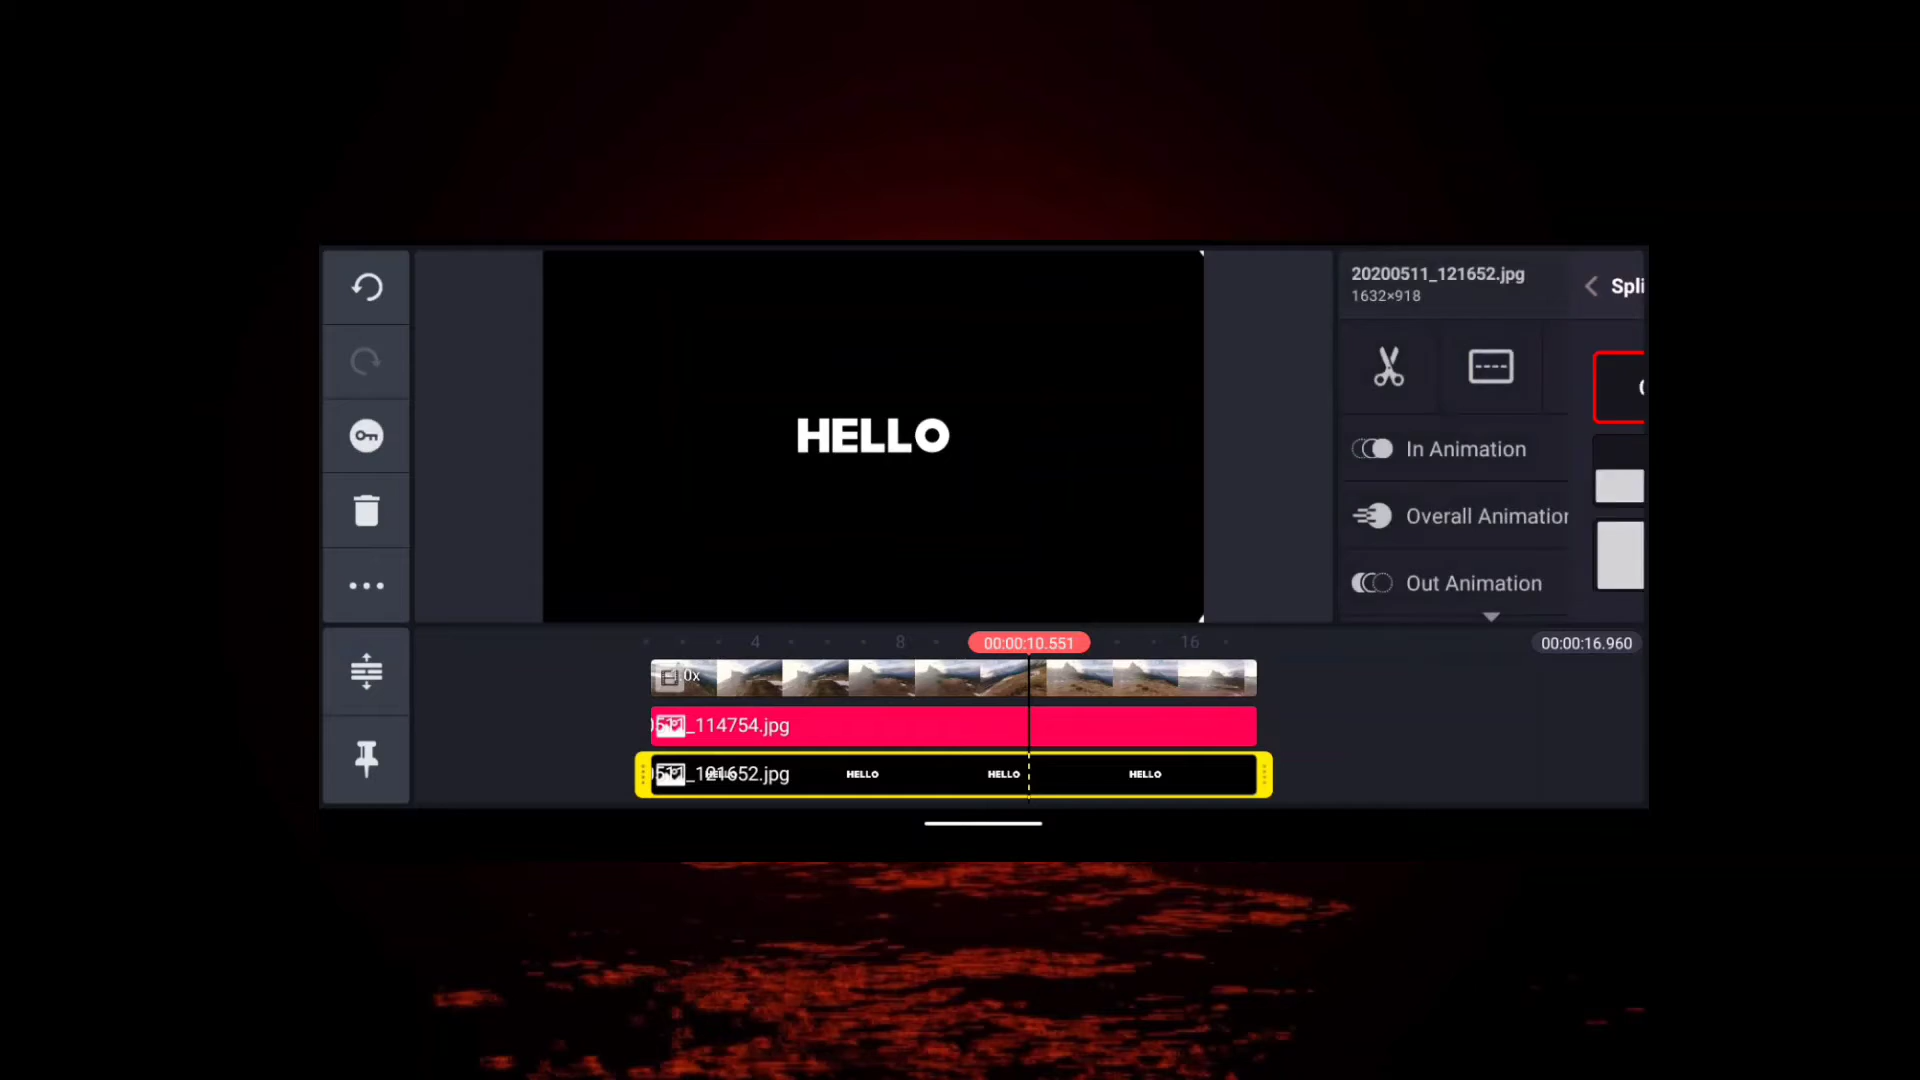 20200511_121652.jpg
1632×918
Spli
HELLO
In Animation
Overall Animation
Out Animation
4
8
00:00:10.551
16
00:00:16.960
0x
_114754.jpg
_121652.jpg
HELLO
HELLO
HELLO